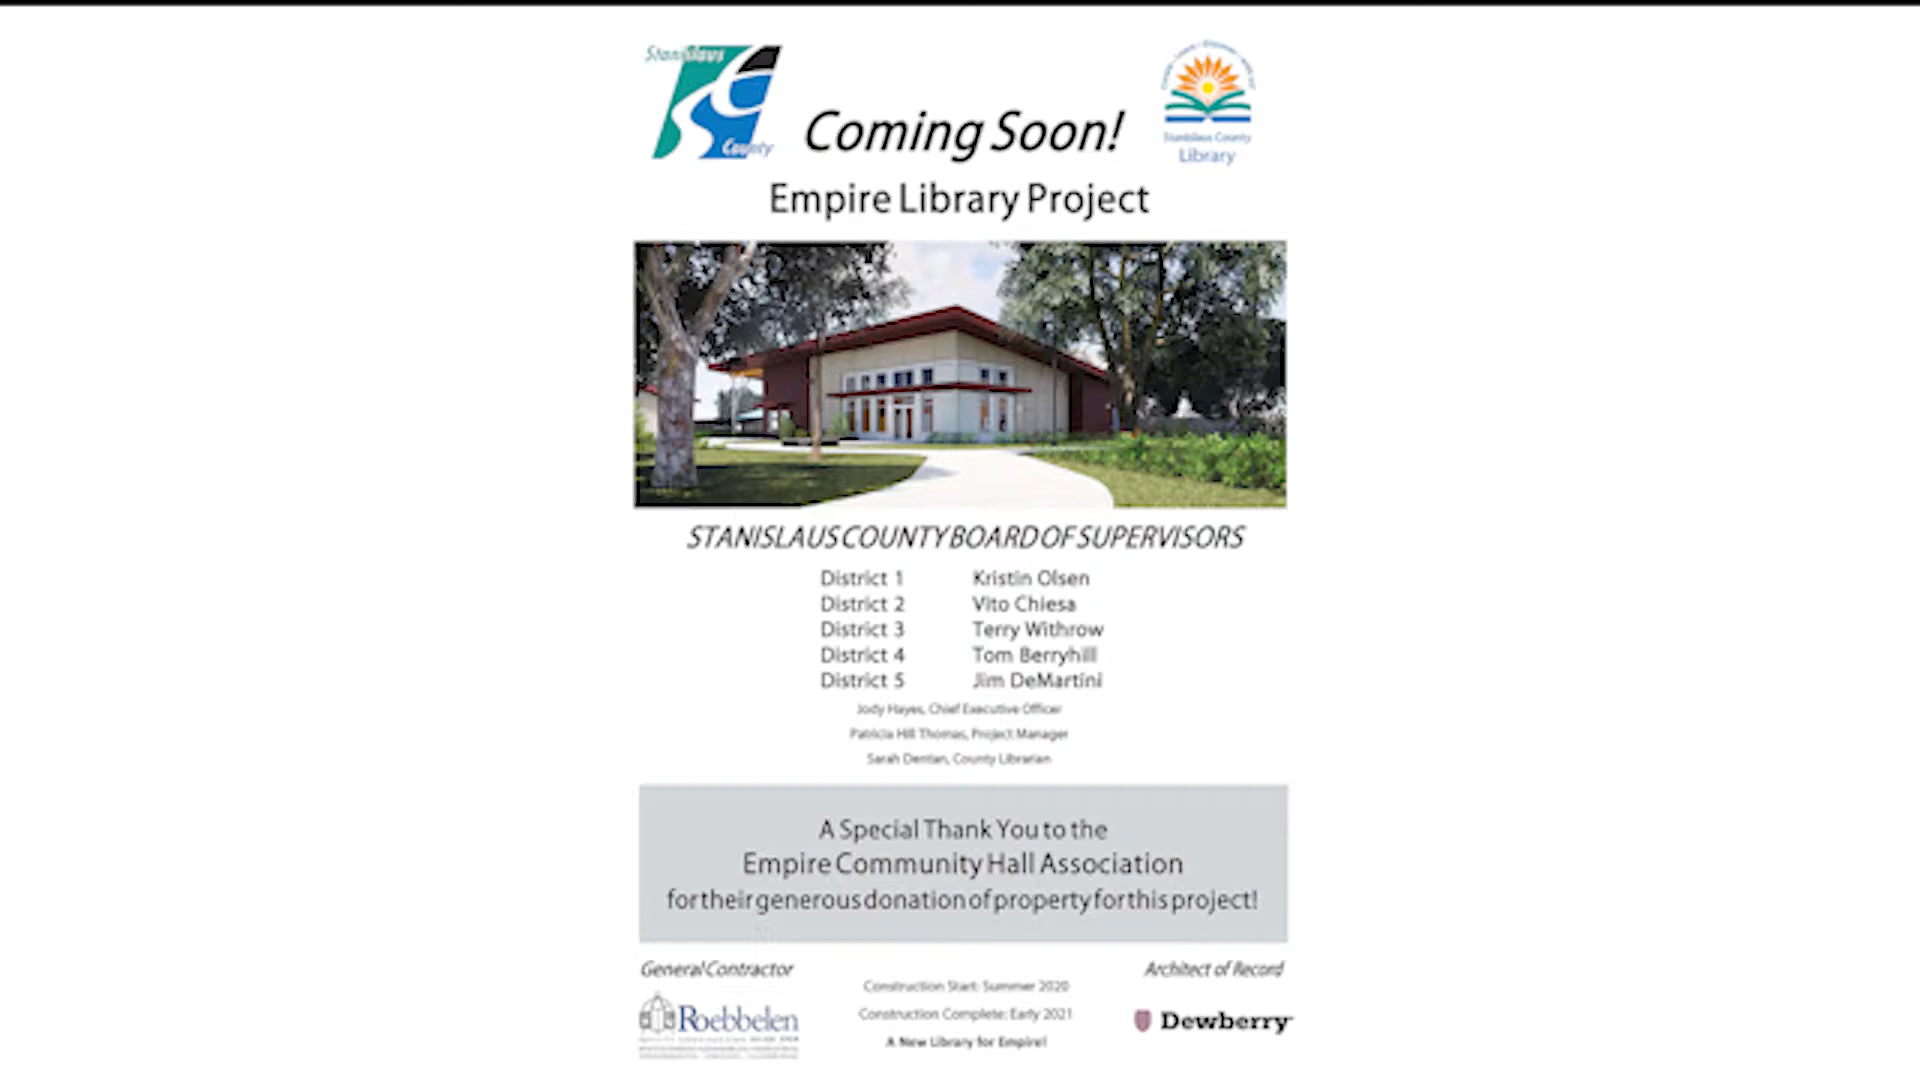 Stanislaus
County
Coming Soon!
Stanislaus County
Library
Empire Library Project
STANISLAUS COUNTY BOARD OF SUPERVISORS
District 1 Kristin Olsen
District 2 Vito Chiesa
District 3 Terry Withrow
District 4 Tom Berryhill
District 5 Jim DeMartini
Jody Hayes, Chief Executive Officer
Patricia Hill Thomas, Project Manager
Sarah Dentan, County Librarian
A Special Thank You to the
Empire Community Hall Association
for their generous donation of property for this project!
General Contractor
Roebbelen
Construction Start: Summer 2020
Construction Complete: Early 2021
A New Library for Empire!
Architect of Record
Dewberry